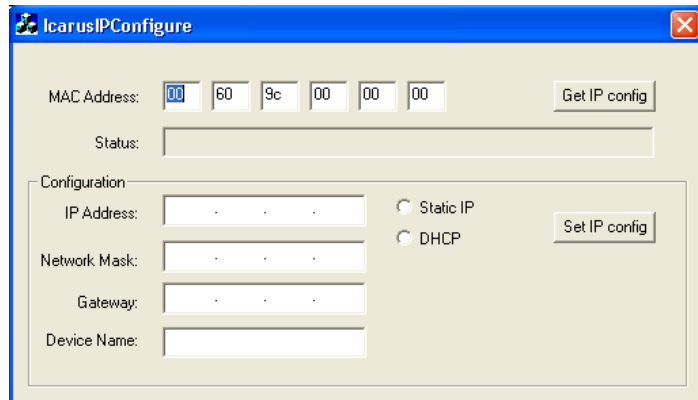 IcarusIPConfigure
MAC Address: 00 60 9c 00 00 00 Get IP config
Status:
Configuration
IP Address: . . . Static IP
DHCP Set IP config
Network Mask: . . .
Gateway: . . .
Device Name: